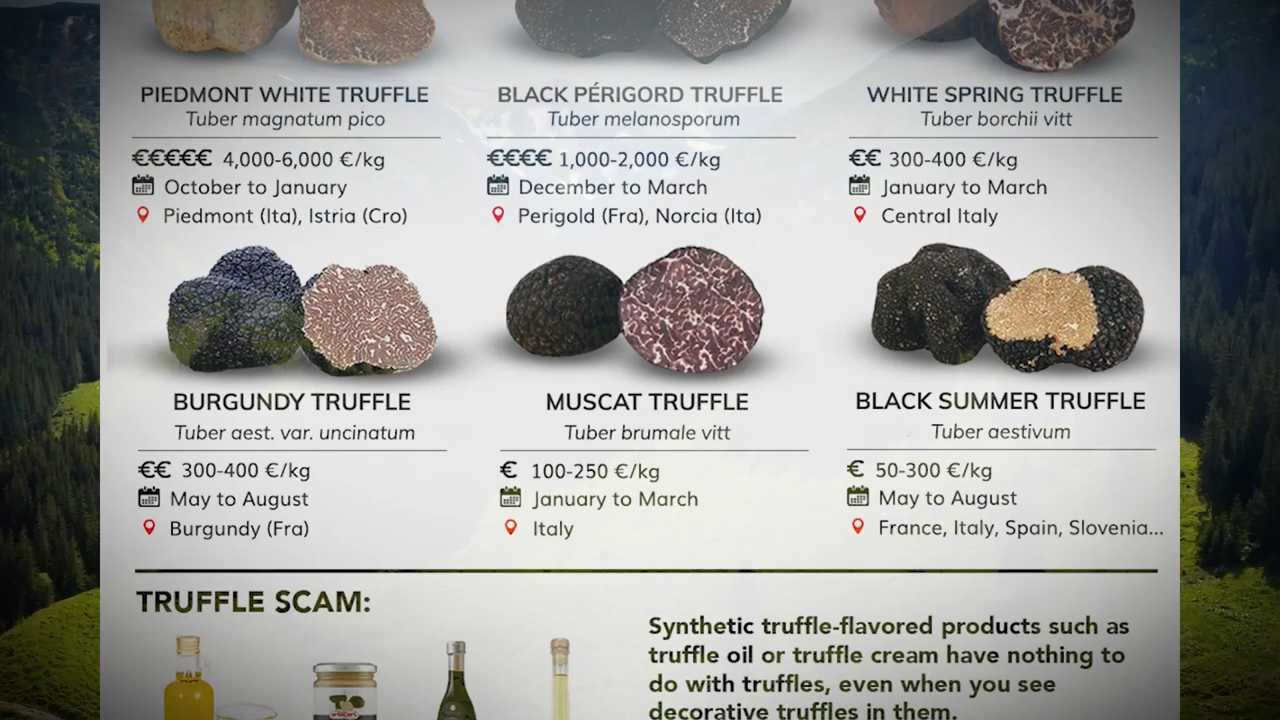 PIEDMONT WHITE TRUFFLE
Tuber magnatum pico
€€€€€ 4,000-6,000 €/kg
October to January
Piedmont (Ita), Istria (Cro)
BLACK PÉRIGORD TRUFFLE
Tuber melanosporum
€€€€ 1,000-2,000 €/kg
December to March
Perigold (Fra), Norcia (Ita)
WHITE SPRING TRUFFLE
Tuber borchii vitt
€€ 300-400 €/kg
January to March
Central Italy
BURGUNDY TRUFFLE
Tuber aest. var. uncinatum
€€ 300-400 €/kg
May to August
Burgundy (Fra)
MUSCAT TRUFFLE
Tuber brumale vitt
€ 100-250 €/kg
January to March
Italy
BLACK SUMMER TRUFFLE
Tuber aestivum
€ 50-300 €/kg
May to August
France, Italy, Spain, Slovenia...
TRUFFLE SCAM:
Synthetic truffle-flavored products such as
truffle oil or truffle cream have nothing to
do with truffles, even when you see
decorative truffles in them.